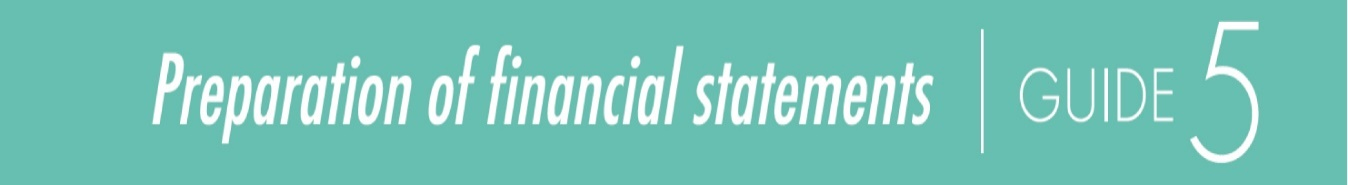 Preparation of financial statements | GUIDE 5